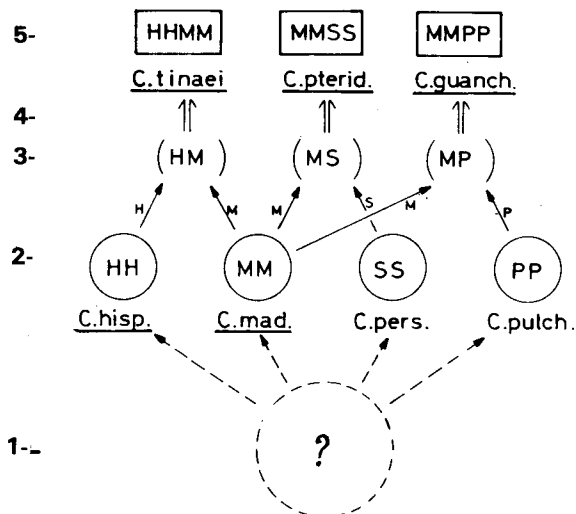 5- HHMM MMSS MMPP
C.tinaei C.pterid. C.guanch.
4-
3- (HM) (MS) (MP)
H M M S M P
2- HH MM SS PP
C.hisp. C.mad. C.pers. C.pulch.
1-- ?